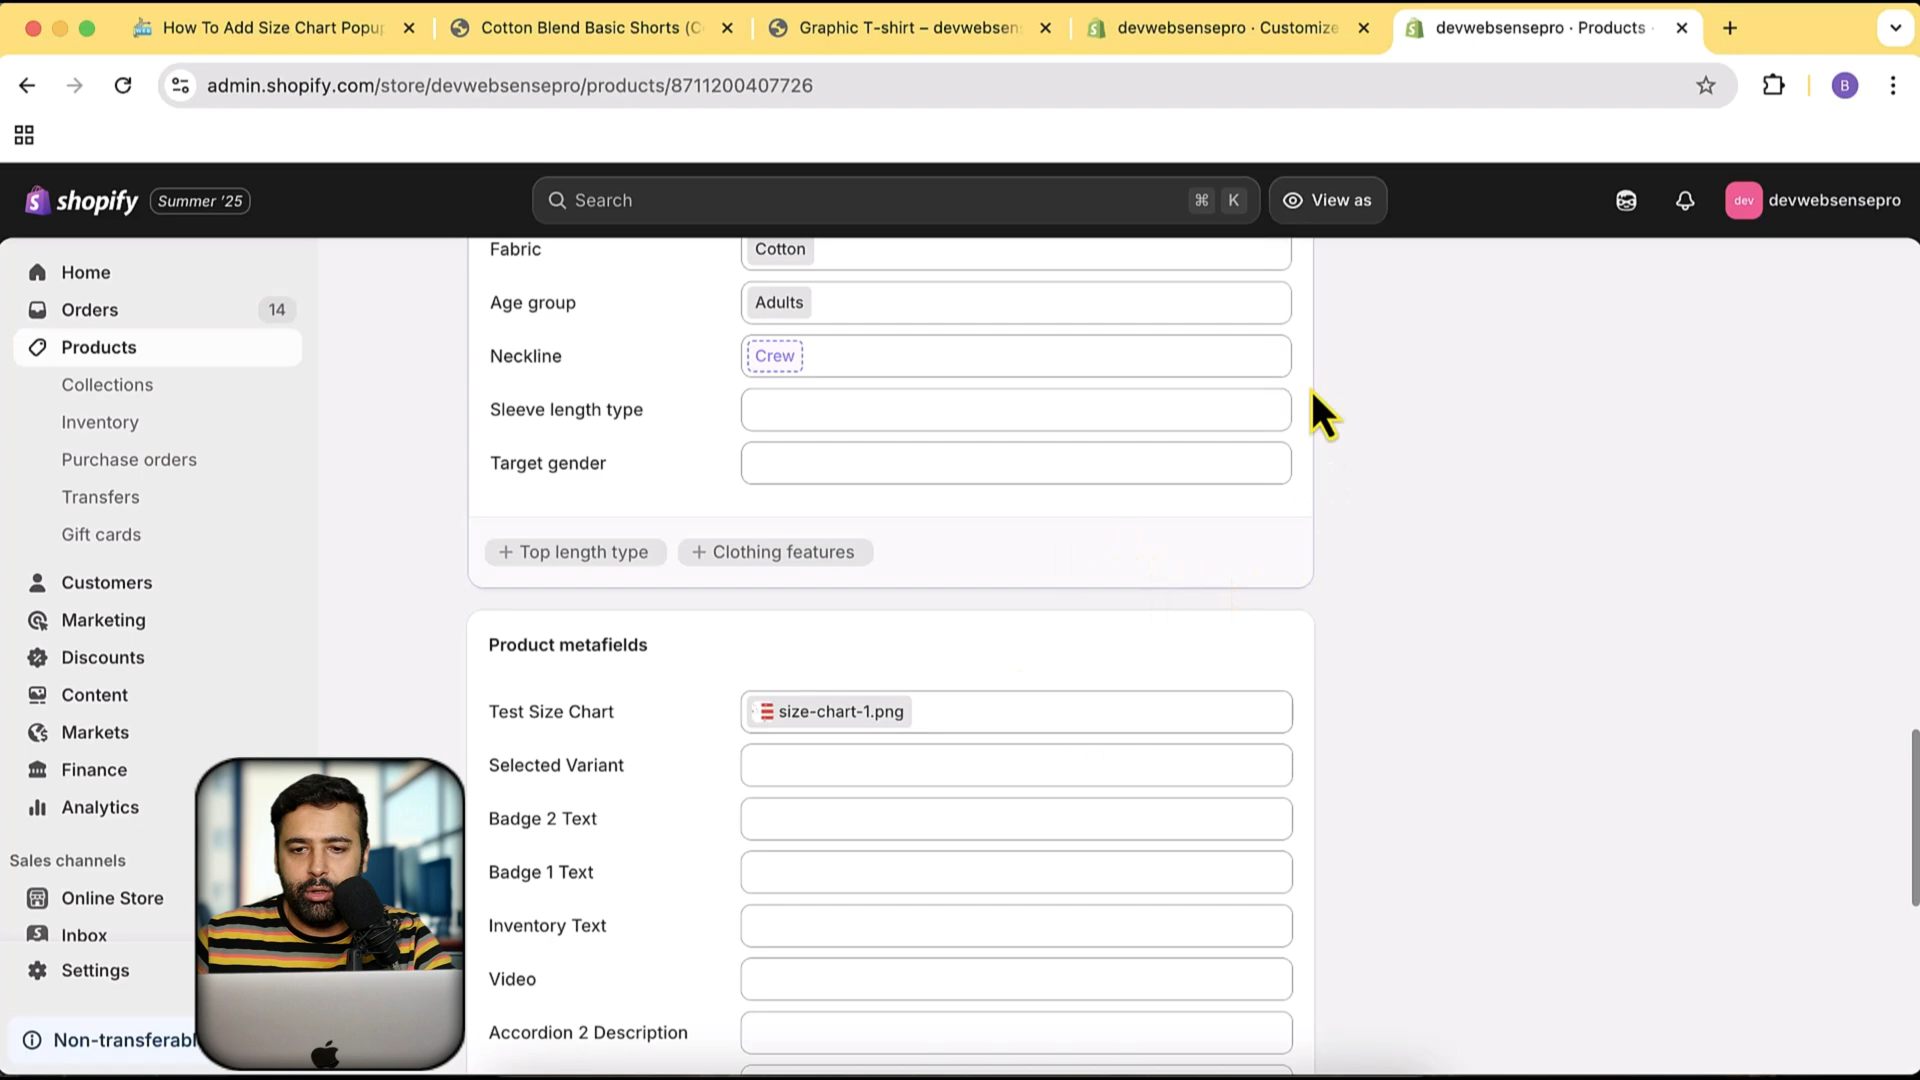 How To Add Size Chart Popu
Cotton Blend Basic Shorts (C
Graphic T-shirt – devwebsen
devwebsensepro · Customize
devwebsensepro · Products ·
admin.shopify.com/store/devwebsensepro/products/8711200407726
B
shopify
Summer '25
Search
⌘ K
View as
dev
devwebsensepro
Home
Orders 14
Products
Collections
Inventory
Purchase orders
Transfers
Gift cards
Customers
Marketing
Discounts
Content
Markets
Finance
Analytics
Sales channels
Online Store
Inbox
Settings
Non-transferabl
Fabric Cotton
Age group Adults
Neckline Crew
Sleeve length type
Target gender
+ Top length type + Clothing features
Product metafields
Test Size Chart size-chart-1.png
Selected Variant
Badge 2 Text
Badge 1 Text
Inventory Text
Video
Accordion 2 Description